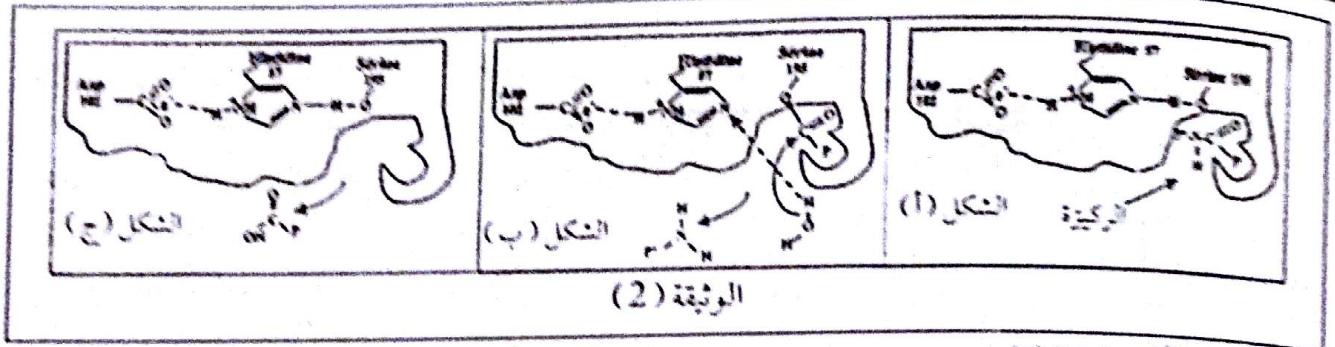 Histidine 57
Serine 195
Asp 102
C
O
O
H
N
N
H
O
الركيزة
الشكل (أ)
Histidine 57
Serine 195
Asp 102
C
O
O
H
N
N
O
H
N
H
H
O
H
الشكل (ب)
Histidine 57
Serine 195
Asp 102
C
O
O
H
N
N
H
O
O
C
OH
الشكل (ج)
الوثيقة (2)